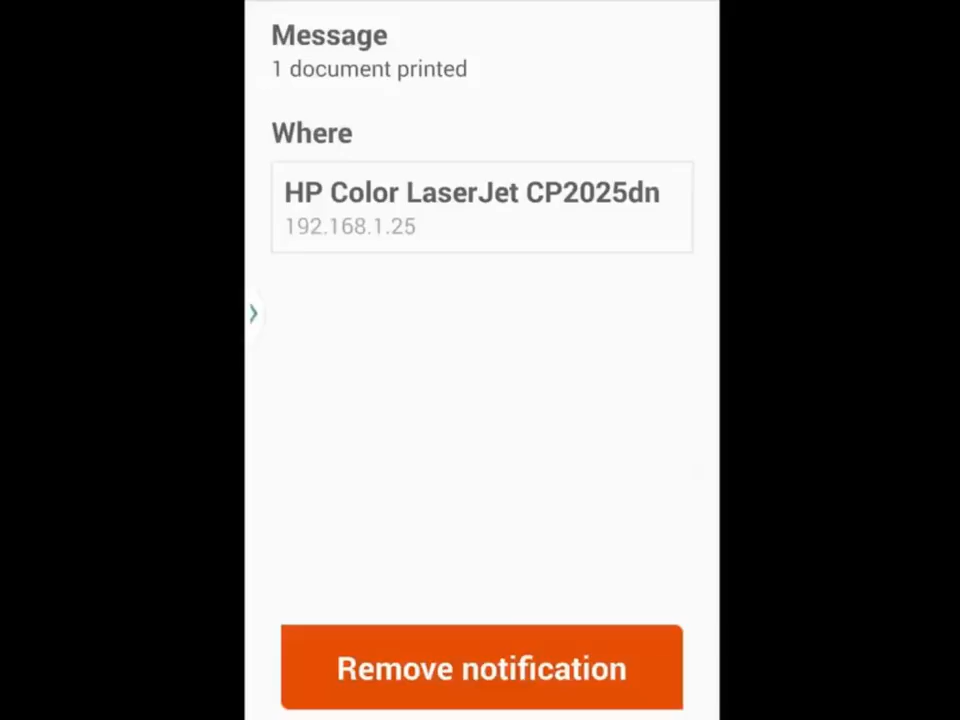 Message
1 document printed
Where
HP Color LaserJet CP2025dn
192.168.1.25
Remove notification